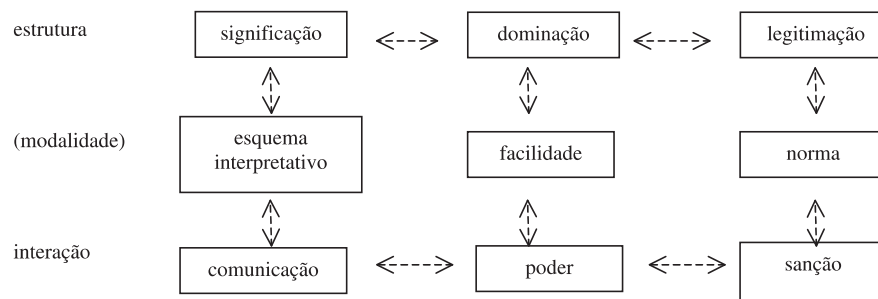 estrutura
significação
dominação
legitimação
(modalidade)
esquema
interpretativo
facilidade
norma
interação
comunicação
poder
sanção